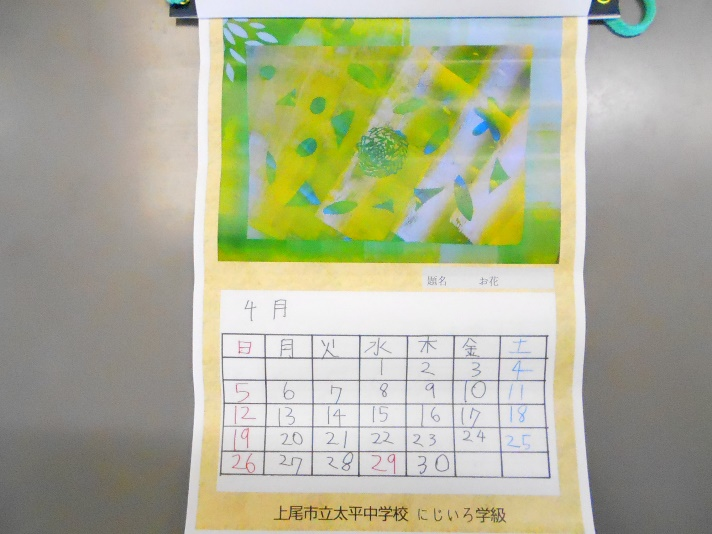 題名 お花
4 月
日 月 火 水 木 金 土
1 2 3 4
5 6 7 8 9 10 11
12 13 14 15 16 17 18
19 20 21 22 23 24 25
26 27 28 29 30
上尾市立太平中学校 にじいろ学級